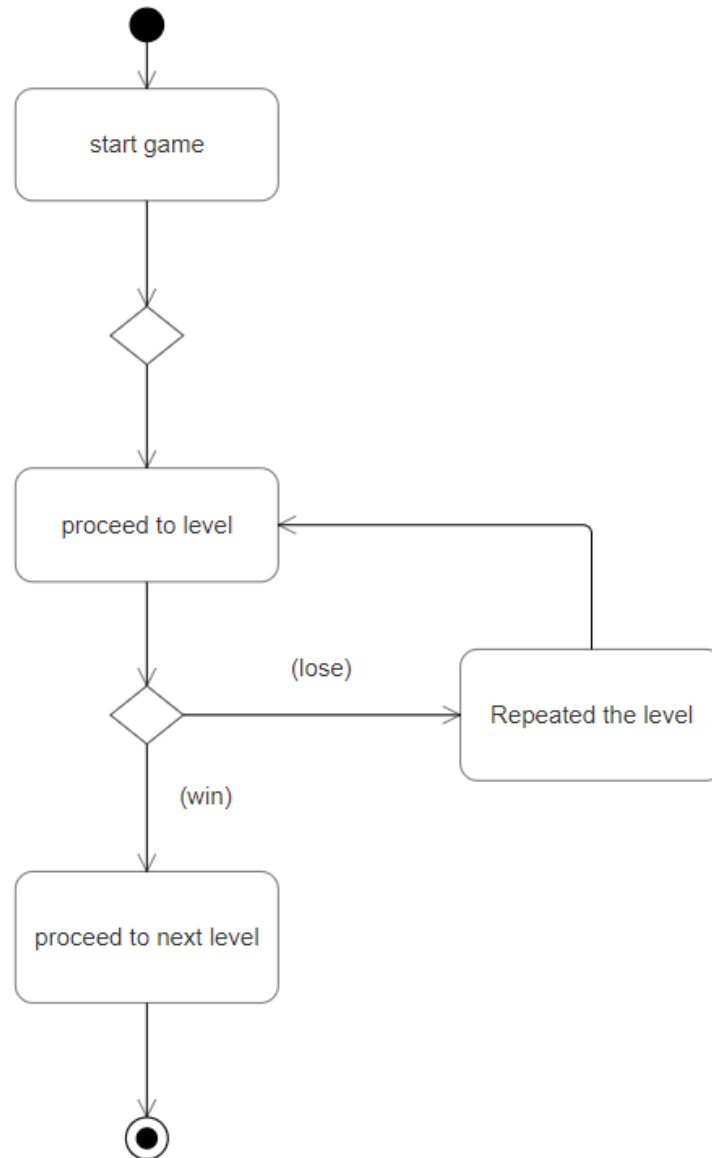 start game
proceed to level
(lose)
Repeated the level
(win)
proceed to next level